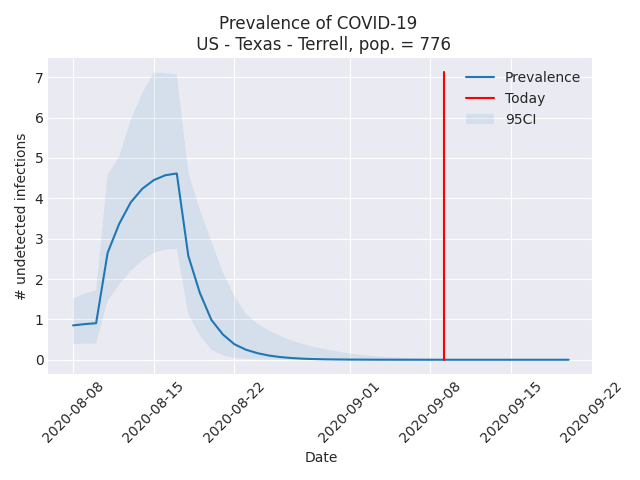 Prevalence of COVID-19
US - Texas - Terrell, pop. = 776
Prevalence
Today
95CI
7
6
5
4
3
2
1
0
# undetected infections
2020-08-08
2020-08-15
2020-08-22
2020-09-01
2020-09-08
2020-09-15
2020-09-22
Date